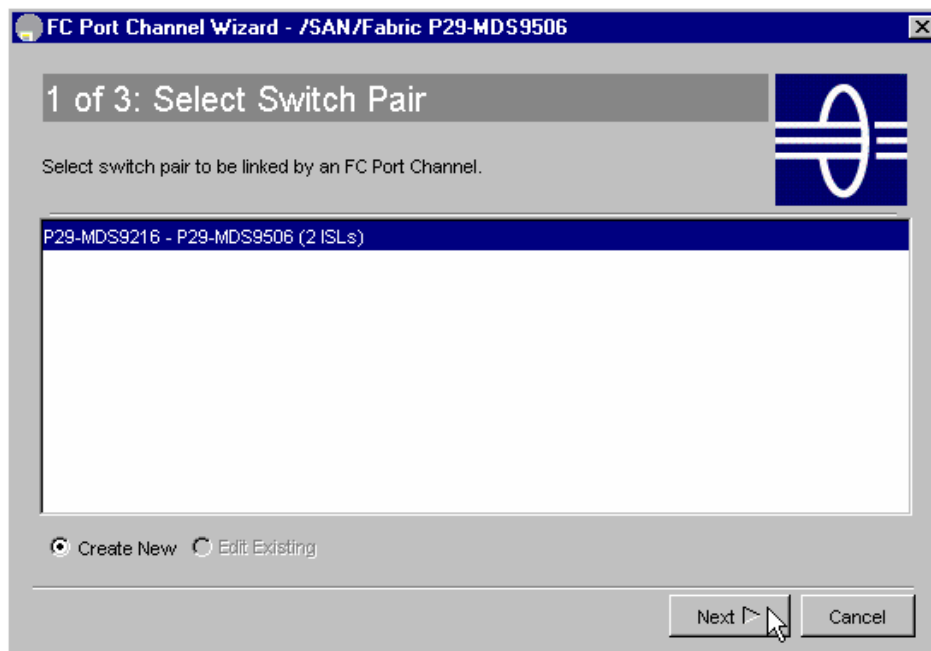 FC Port Channel Wizard - /SAN/Fabric P29-MDS9506
1 of 3: Select Switch Pair
Select switch pair to be linked by an FC Port Channel.
P29-MDS9216 - P29-MDS9506 (2 ISLs)
Create New Edit Existing
Next Cancel